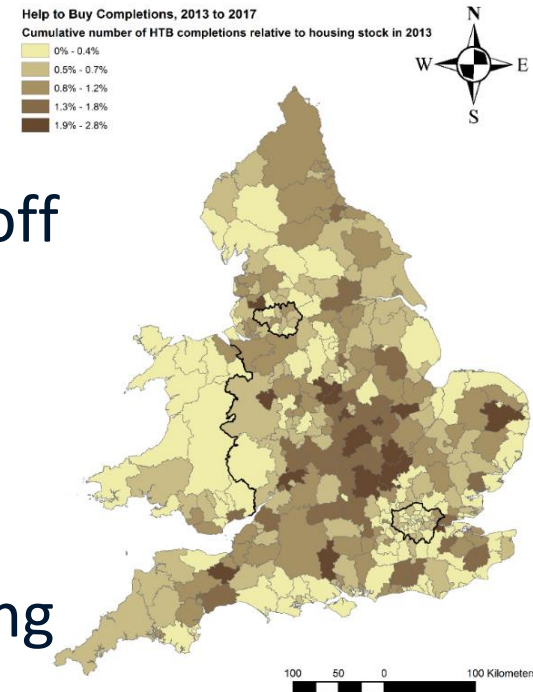 Help to Buy Completions, 2013 to 2017
Cumulative number of HTB completions relative to housing stock in 2013
0% - 0.4%
0.5% - 0.7%
0.8% - 1.2%
1.3% - 1.8%
1.9% - 2.8%
N
W E
S
off
ng
100 50 0 100 Kilometers